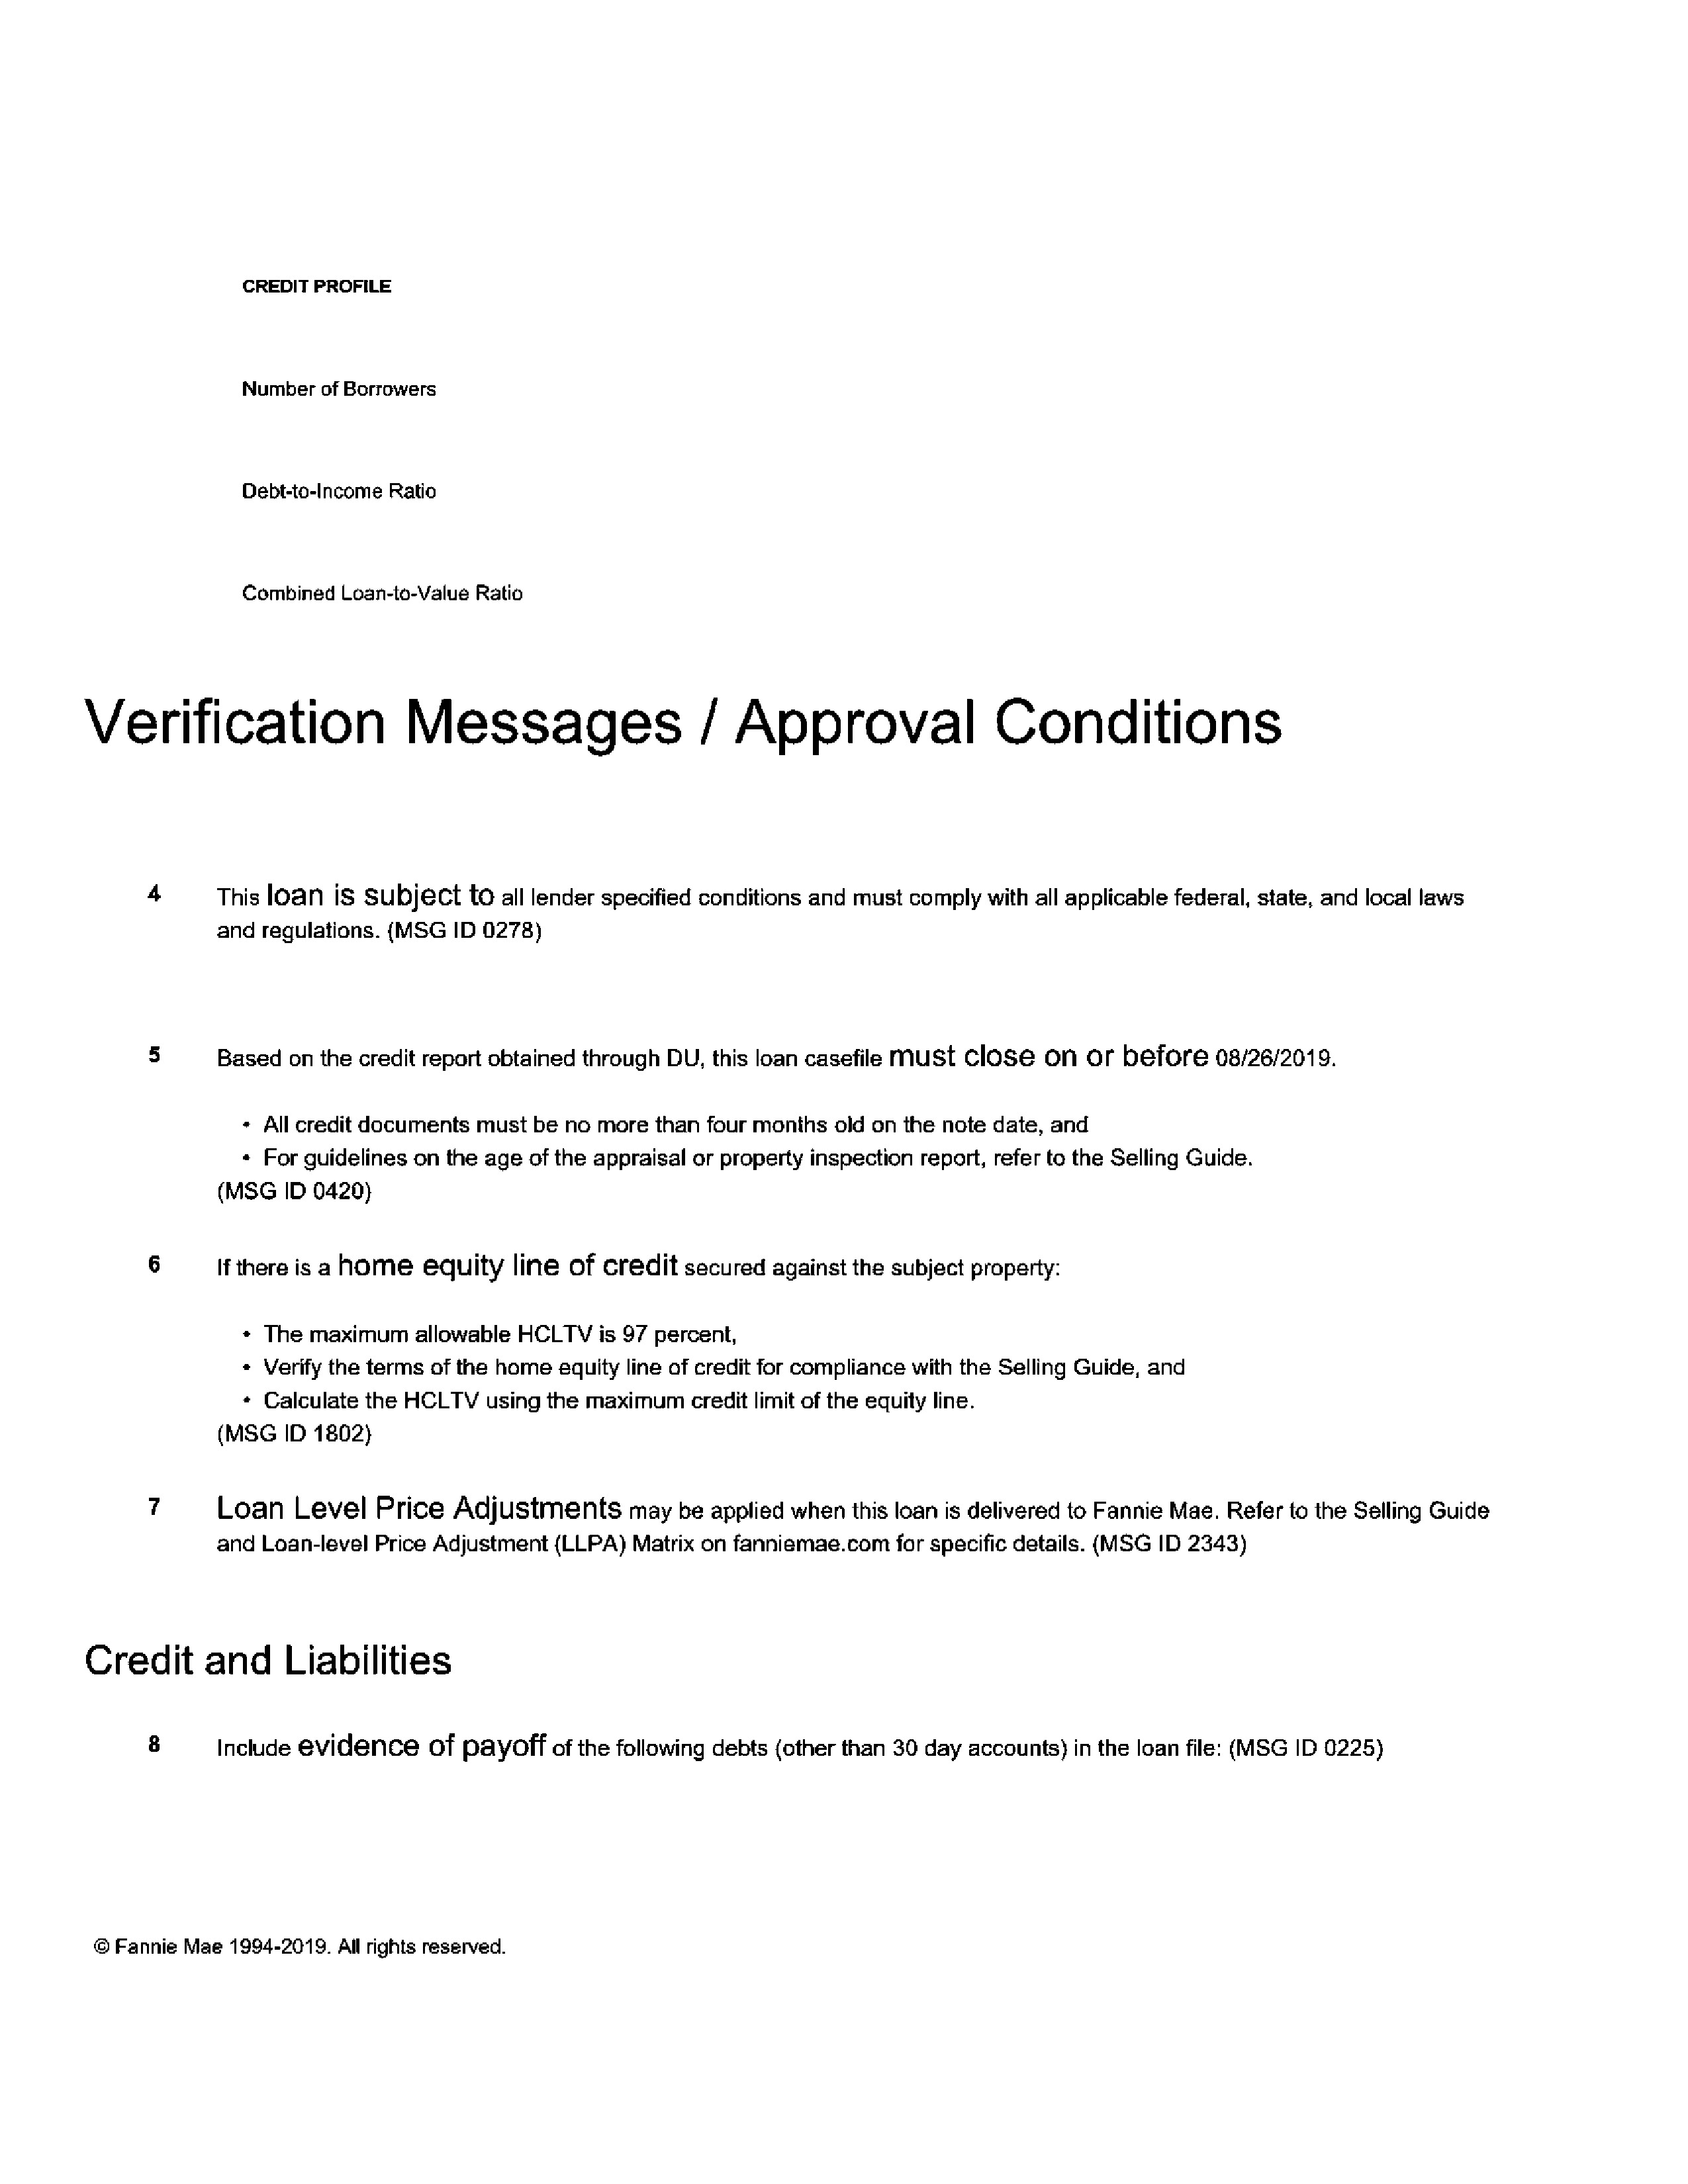 CREDIT PROFILE
Number of Borrowers
Debt-to-Income Ratio
Combined Loan-to-Value Ratio
Verification Messages / Approval Conditions
4 This loan is subject to all lender specified conditions and must comply with all applicable federal, state, and local laws
and regulations. (MSG ID 0278)
5 Based on the credit report obtained through DU, this loan casefile must close on or before 08/26/2019.
• All credit documents must be no more than four months old on the note date, and
• For guidelines on the age of the appraisal or property inspection report, refer to the Selling Guide.
(MSG ID 0420)
6 If there is a home equity line of credit secured against the subject property:
• The maximum allowable HCLTV is 97 percent,
• Verify the terms of the home equity line of credit for compliance with the Selling Guide, and
• Calculate the HCLTV using the maximum credit limit of the equity line.
(MSG ID 1802)
7 Loan Level Price Adjustments may be applied when this loan is delivered to Fannie Mae. Refer to the Selling Guide
and Loan-level Price Adjustment (LLPA) Matrix on fanniemae.com for specific details. (MSG ID 2343)
Credit and Liabilities
8 Include evidence of payoff of the following debts (other than 30 day accounts) in the loan file: (MSG ID 0225)
© Fannie Mae 1994-2019. All rights reserved.